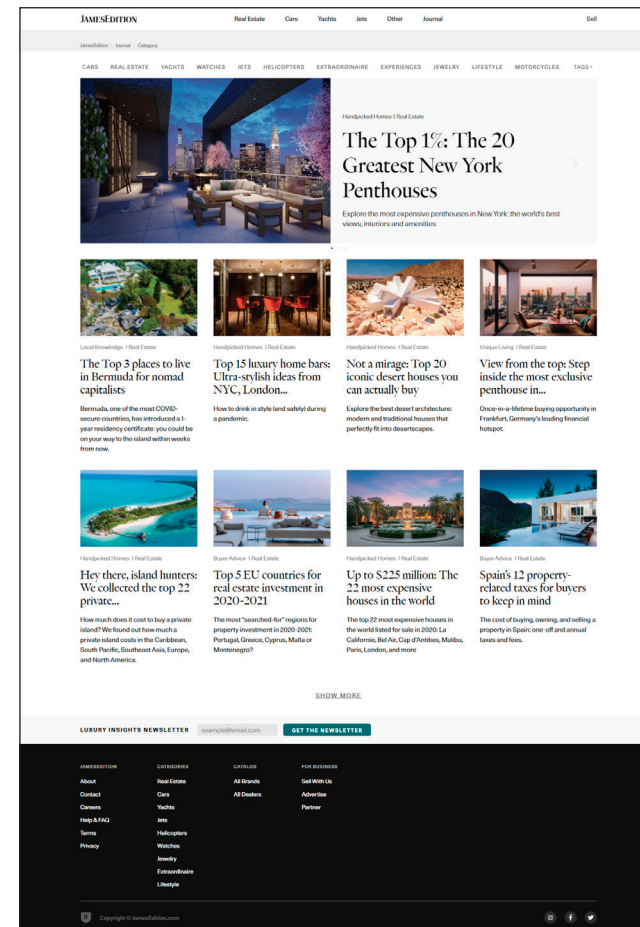 JAMESEDITION
Real Estate Cars Yachts Jets Other Journal
Sell
JamesEdition Journal Category
CARS REAL ESTATE YACHTS WATCHES JETS HELICOPTERS EXTRAORDINAIRE EXPERIENCES JEWELRY LIFESTYLE MOTORCYCLES TAGS
Handpicked Homes | Real Estate
The Top 1%: The 20
Greatest New York
Penthouses
Explore the most expensive penthouses in New York: the world's best
views, interiors and amenities
Local Knowledge | Real Estate
The Top 3 places to live
in Bermuda for nomad
capitalists
Bermuda, one of the most COVID-
secure countries, has introduced a 1-
year residency certificate: you could be
on your way to the island within weeks
from now.
Handpicked Homes | Real Estate
Top 15 luxury home bars:
Ultra-stylish ideas from
NYC, London...
How to drink in style (and safely) during
a pandemic.
Handpicked Homes | Real Estate
Not a mirage: Top 20
iconic desert houses you
can actually buy
Explore the best desert architecture:
modern and traditional houses that
perfectly fit into desertscapes.
Unique Living | Real Estate
View from the top: Step
inside the most exclusive
penthouse in...
Once-in-a-lifetime buying opportunity in
Frankfurt, Germany's leading financial
hotspot.
Handpicked Homes | Real Estate
Hey there, island hunters:
We collected the top 22
private...
How much does it cost to buy a private
island? We found out how much a
private island costs in the Caribbean,
South Pacific, Southeast Asia, Europe,
and North America.
Buyer Advice | Real Estate
Top 5 EU countries for
real estate investment in
2020-2021
The most "searched-for" regions for
property investment in 2020-2021:
Portugal, Greece, Cyprus, Malta or
Montenegro?
Handpicked Homes | Real Estate
Up to $225 million: The
22 most expensive
houses in the world
The top 22 most expensive houses in
the world listed for sale in 2020: La
Californie, Bel Air, Cap d'Antibes, Malibu,
Paris, London, and more
Buyer Advice | Real Estate
Spain's 12 property-
related taxes for buyers
to keep in mind
The cost of buying, owning, and selling a
property in Spain: one-off and annual
taxes and fees.
SHOW MORE
LUXURY INSIGHTS NEWSLETTER example@email.com GET THE NEWSLETTER
JAMESEDITION
About
Contact
Careers
Help & FAQ
Terms
Privacy
CATEGORIES
Real Estate
Cars
Yachts
Jets
Helicopters
Watches
Jewelry
Extraordinaire
Lifestyle
CATALOG
All Brands
All Dealers
FOR BUSINESS
Sell With Us
Advertise
Partner
Copyright © JamesEdition.com